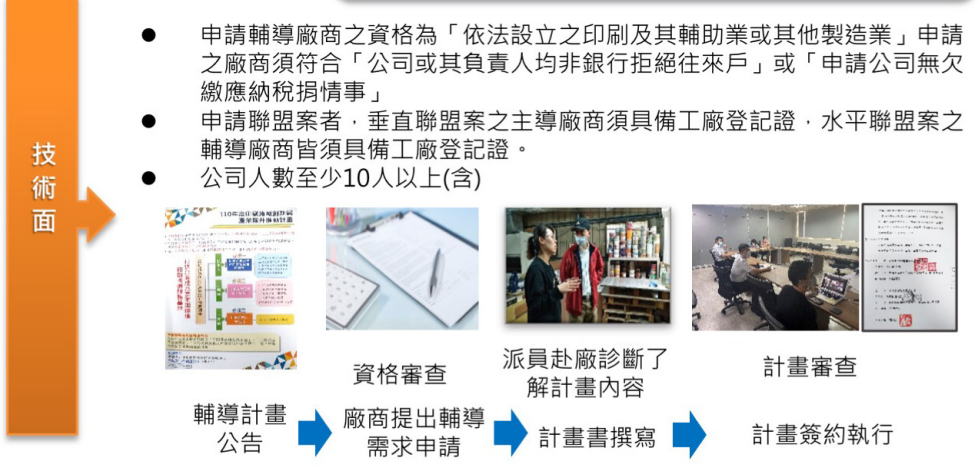 技術面
● 申請輔導廠商之資格為「依法設立之印刷及其輔助業或其他製造業」申請
之廠商須符合「公司或其負責人均非銀行拒絕往來戶」或「申請公司無欠
繳應納稅捐情事」
● 申請聯盟案者，垂直聯盟案之主導廠商須具備工廠登記證，水平聯盟案之
輔導廠商皆須具備工廠登記證。
● 公司人數至少10人以上(含)
資格審查
派員赴廠診斷了
解計畫內容
計畫審查
輔導計畫
公告
廠商提出輔導
需求申請
計畫書撰寫
計畫簽約執行